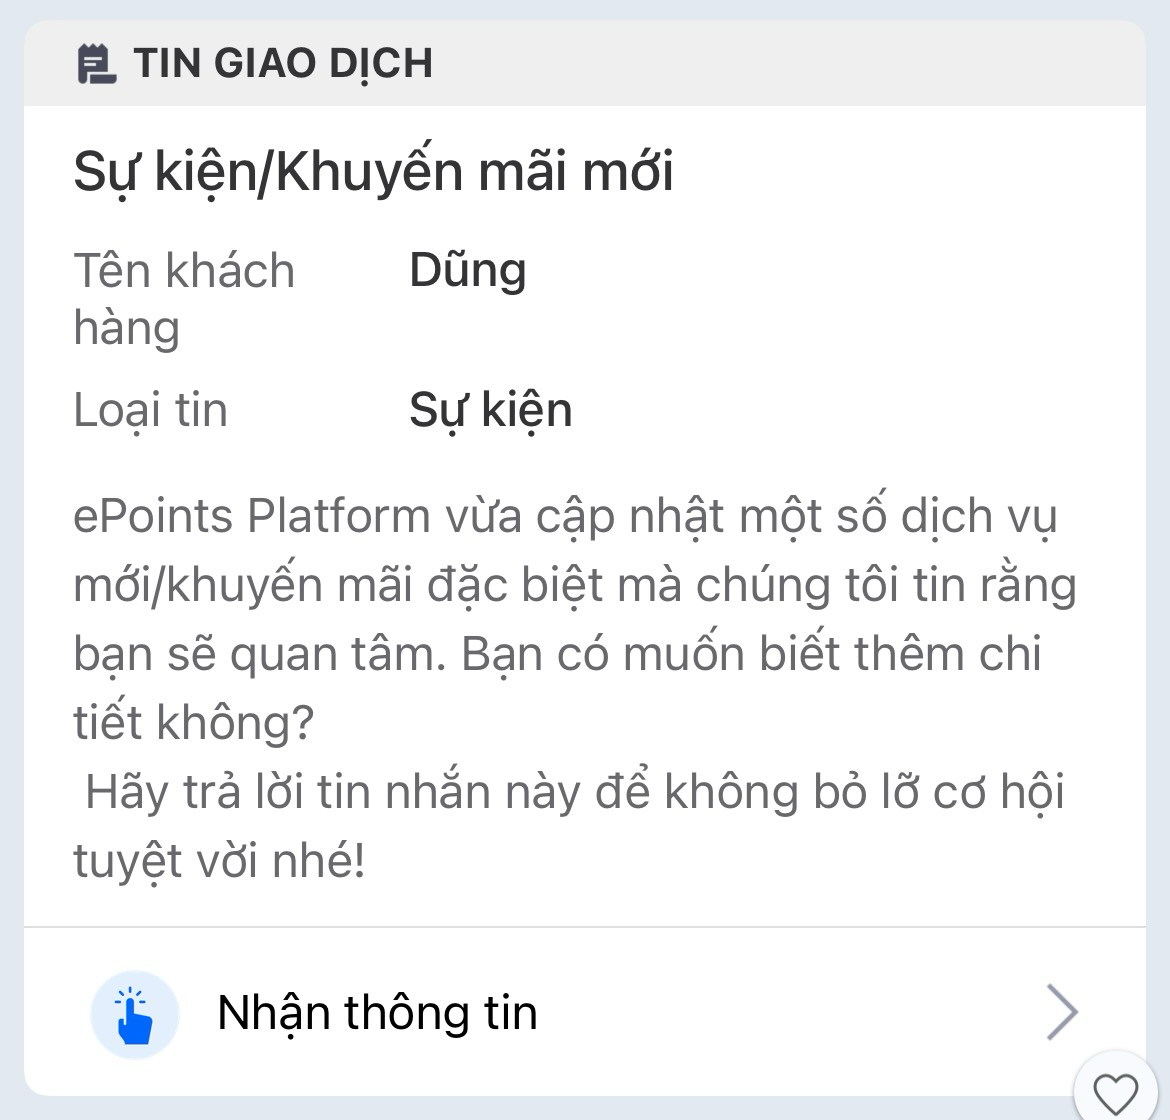 TIN GIAO DỊCH
Sự kiện/Khuyến mãi mới
Tên khách Dũng
hàng
Loại tin Sự kiện
ePoints Platform vừa cập nhật một số dịch vụ
mới/khuyến mãi đặc biệt mà chúng tôi tin rằng
bạn sẽ quan tâm. Bạn có muốn biết thêm chi
tiết không?
Hãy trả lời tin nhắn này để không bỏ lỡ cơ hội
tuyệt vời nhé!
Nhận thông tin